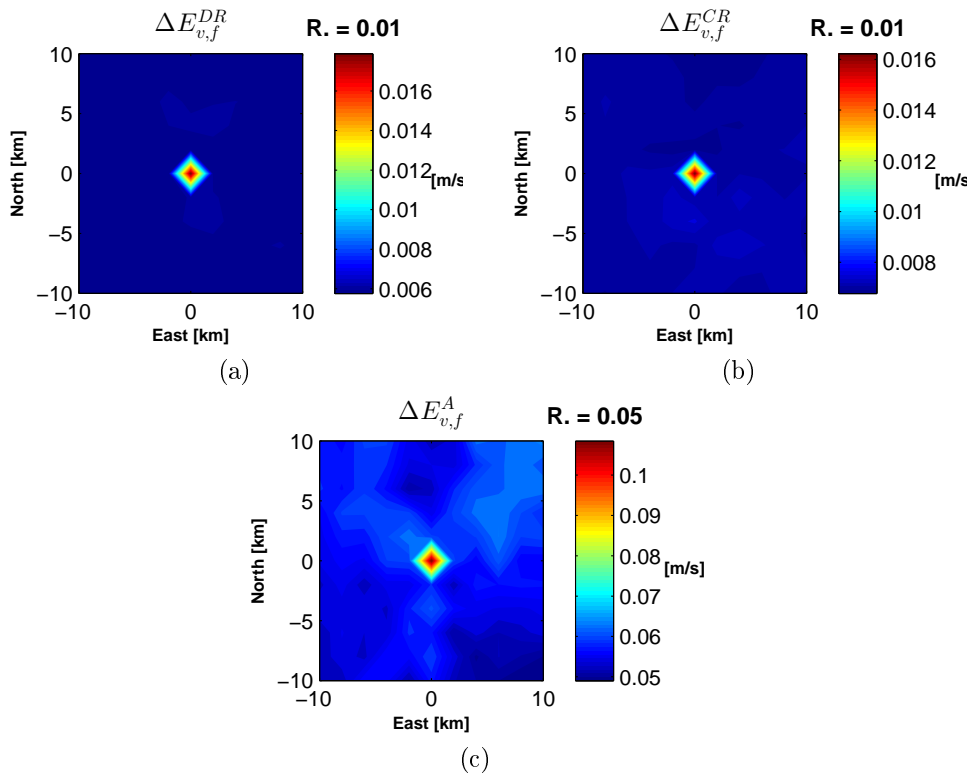 ΔE^{DR}_{v,f} R. = 0.01
10
5
0
−5
−10
North [km]
−10 0 10
East [km]
0.016
0.014
0.012
0.01
0.008
0.006
[m/s
(a)
ΔE^{CR}_{v,f} R. = 0.01
10
5
0
−5
−10
North [km]
−10 0 10
East [km]
0.016
0.014
0.012
0.01
0.008
[m/s
(b)
ΔE^{A}_{v,f} R. = 0.05
10
5
0
−5
−10
North [km]
−10 0 10
East [km]
0.1
0.09
0.08
0.07
0.06
0.05
[m/s]
(c)